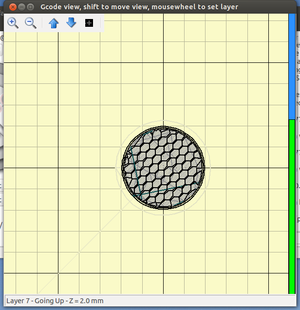 Gcode view, shift to move view, mousewheel to set layer
Layer 7 - Going Up - Z = 2.0 mm